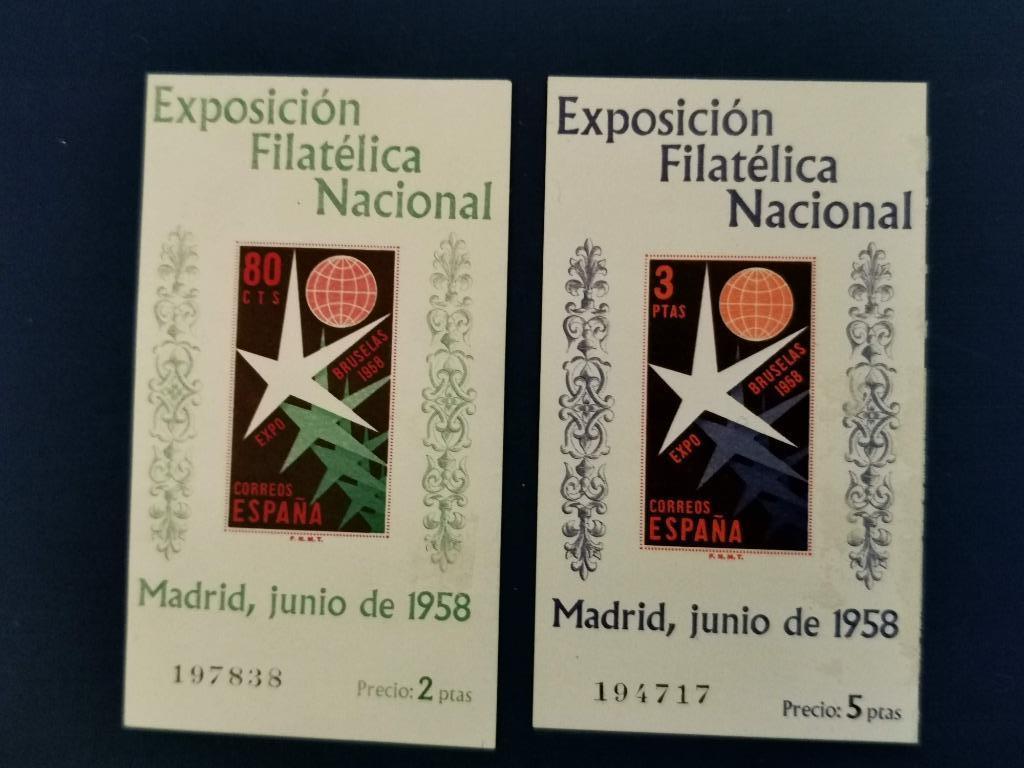 Exposición
Filatélica
Nacional
80
CTS
BRUSELAS
1958
EXPO
CORREOS
ESPAÑA
F.N.M.T.
Madrid, junio de 1958
197838
Precio: 2 ptas
Exposición
Filatélica
Nacional
3
PTAS
BRUSELAS
1958
EXPO
CORREOS
ESPAÑA
F.N.M.T.
Madrid, junio de 1958
194717
Precio: 5 ptas